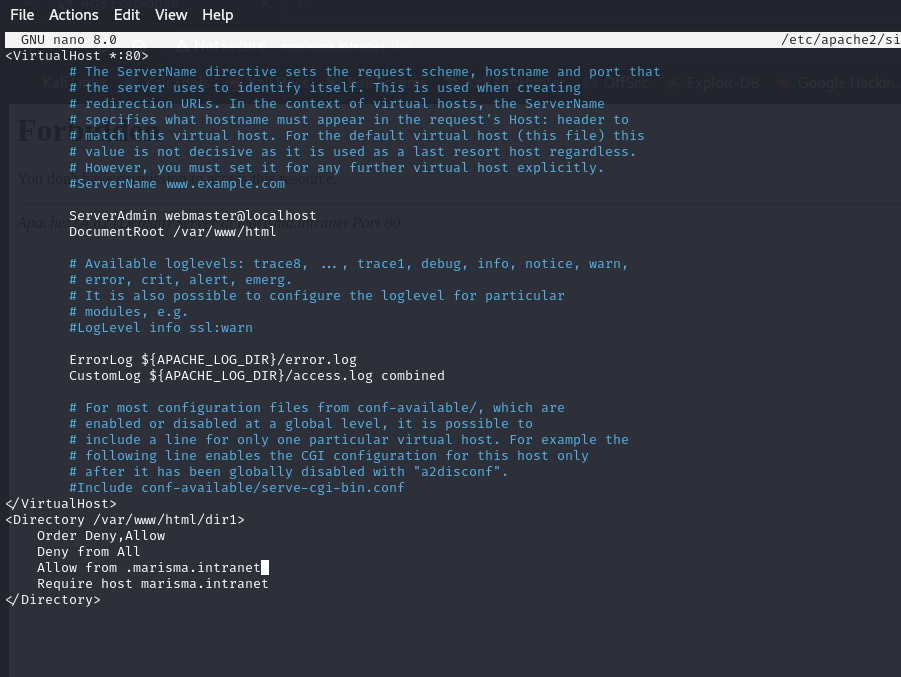 File Actions Edit View Help
GNU nano 8.0 /etc/apache2/si
<VirtualHost *:80>
# The ServerName directive sets the request scheme, hostname and port that
# the server uses to identify itself. This is used when creating
# redirection URLs. In the context of virtual hosts, the ServerName
# specifies what hostname must appear in the request's Host: header to
# match this virtual host. For the default virtual host (this file) this
# value is not decisive as it is used as a last resort host regardless.
# However, you must set it for any further virtual host explicitly.
#ServerName www.example.com
ServerAdmin webmaster@localhost
DocumentRoot /var/www/html
# Available loglevels: trace8, ..., trace1, debug, info, notice, warn,
# error, crit, alert, emerg.
# It is also possible to configure the loglevel for particular
# modules, e.g.
#LogLevel info ssl:warn
ErrorLog ${APACHE_LOG_DIR}/error.log
CustomLog ${APACHE_LOG_DIR}/access.log combined
# For most configuration files from conf-available/, which are
# enabled or disabled at a global level, it is possible to
# include a line for only one particular virtual host. For example the
# following line enables the CGI configuration for this host only
# after it has been globally disabled with "a2disconf".
#Include conf-available/serve-cgi-bin.conf
</VirtualHost>
<Directory /var/www/html/dir1>
Order Deny,Allow
Deny from All
Allow from .marisma.intranet
Require host marisma.intranet
</Directory>
OffSec Exploit-DB Google Hackin
Forbidden
Port 80